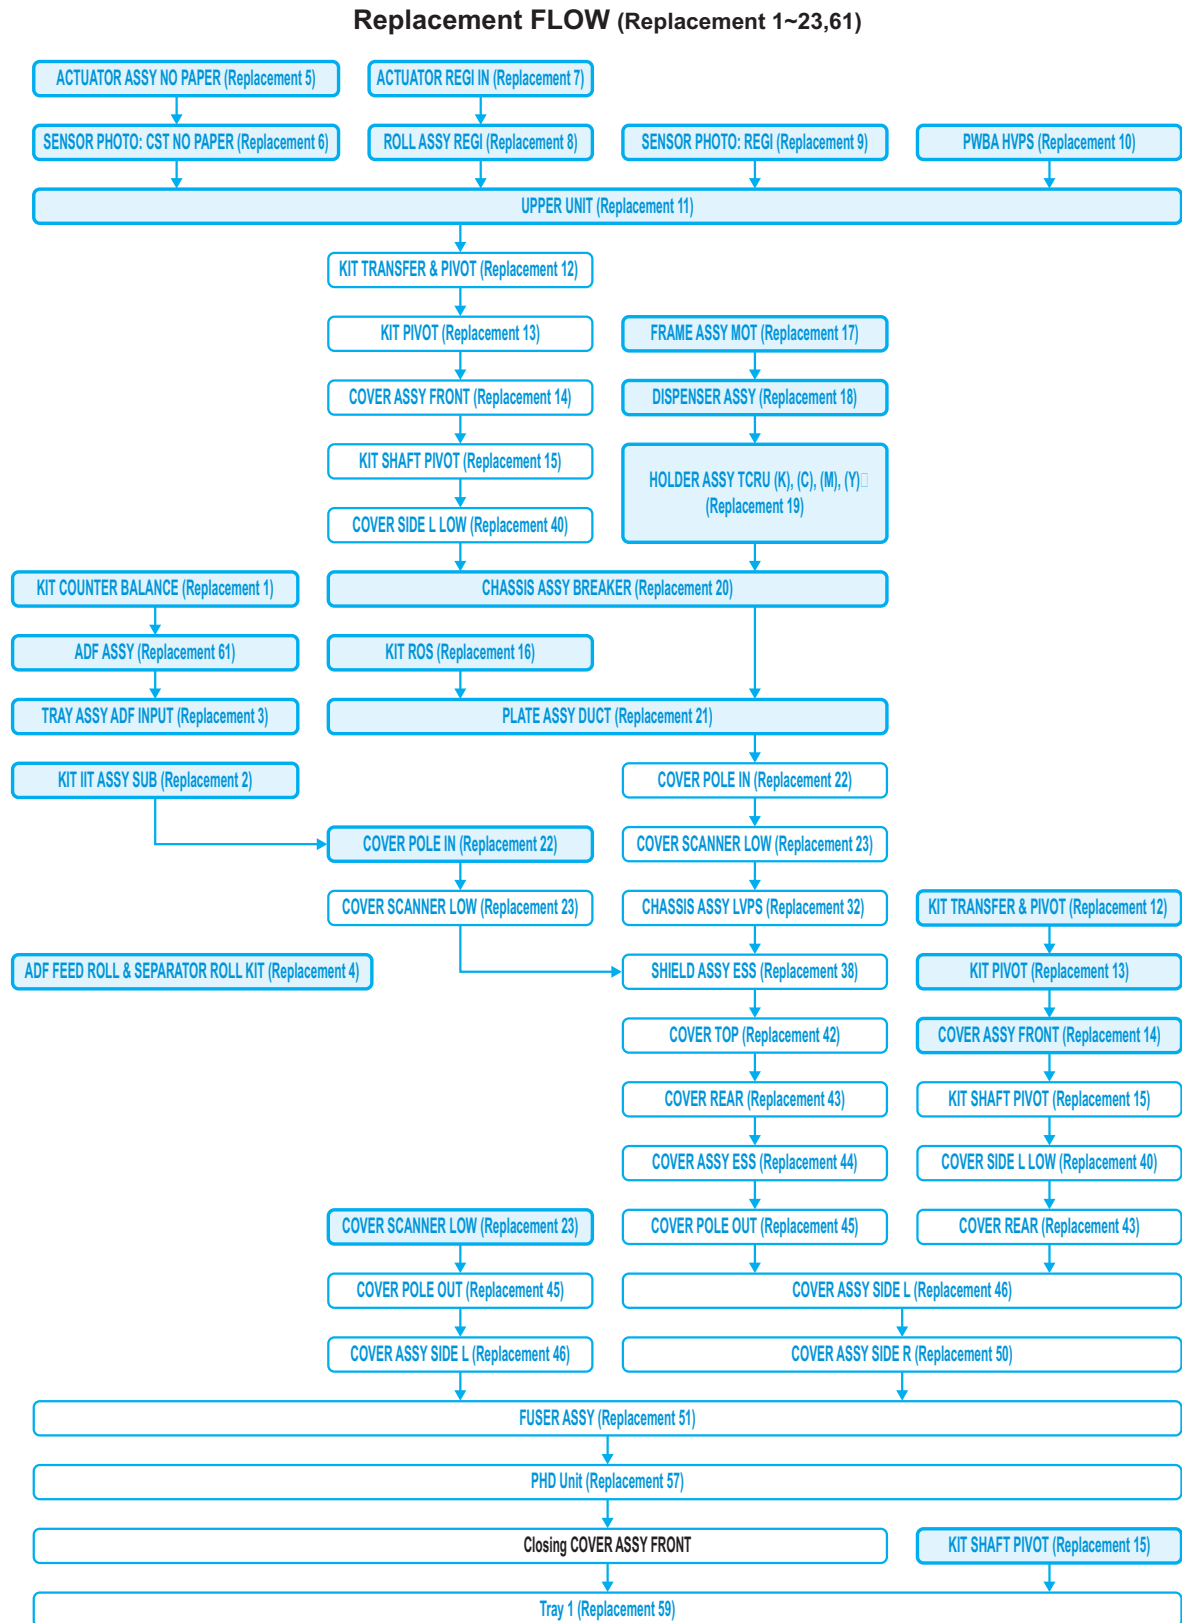 Replacement FLOW (Replacement 1~23,61)
ACTUATOR ASSY NO PAPER (Replacement 5)
ACTUATOR REGI IN (Replacement 7)
SENSOR PHOTO: CST NO PAPER (Replacement 6)
ROLL ASSY REGI (Replacement 8)
SENSOR PHOTO: REGI (Replacement 9)
PWBA HVPS (Replacement 10)
UPPER UNIT (Replacement 11)
KIT TRANSFER & PIVOT (Replacement 12)
KIT PIVOT (Replacement 13)
FRAME ASSY MOT (Replacement 17)
COVER ASSY FRONT (Replacement 14)
DISPENSER ASSY (Replacement 18)
KIT SHAFT PIVOT (Replacement 15)
HOLDER ASSY TCRU (K), (C), (M), (Y)
(Replacement 19)
COVER SIDE L LOW (Replacement 40)
KIT COUNTER BALANCE (Replacement 1)
CHASSIS ASSY BREAKER (Replacement 20)
ADF ASSY (Replacement 61)
KIT ROS (Replacement 16)
TRAY ASSY ADF INPUT (Replacement 3)
PLATE ASSY DUCT (Replacement 21)
KIT IIT ASSY SUB (Replacement 2)
COVER POLE IN (Replacement 22)
COVER POLE IN (Replacement 22)
COVER SCANNER LOW (Replacement 23)
COVER SCANNER LOW (Replacement 23)
CHASSIS ASSY LVPS (Replacement 32)
KIT TRANSFER & PIVOT (Replacement 12)
ADF FEED ROLL & SEPARATOR ROLL KIT (Replacement 4)
SHIELD ASSY ESS (Replacement 38)
KIT PIVOT (Replacement 13)
COVER TOP (Replacement 42)
COVER ASSY FRONT (Replacement 14)
COVER REAR (Replacement 43)
KIT SHAFT PIVOT (Replacement 15)
COVER ASSY ESS (Replacement 44)
COVER SIDE L LOW (Replacement 40)
COVER SCANNER LOW (Replacement 23)
COVER POLE OUT (Replacement 45)
COVER REAR (Replacement 43)
COVER POLE OUT (Replacement 45)
COVER ASSY SIDE L (Replacement 46)
COVER ASSY SIDE L (Replacement 46)
COVER ASSY SIDE R (Replacement 50)
FUSER ASSY (Replacement 51)
PHD Unit (Replacement 57)
Closing COVER ASSY FRONT
KIT SHAFT PIVOT (Replacement 15)
Tray 1 (Replacement 59)